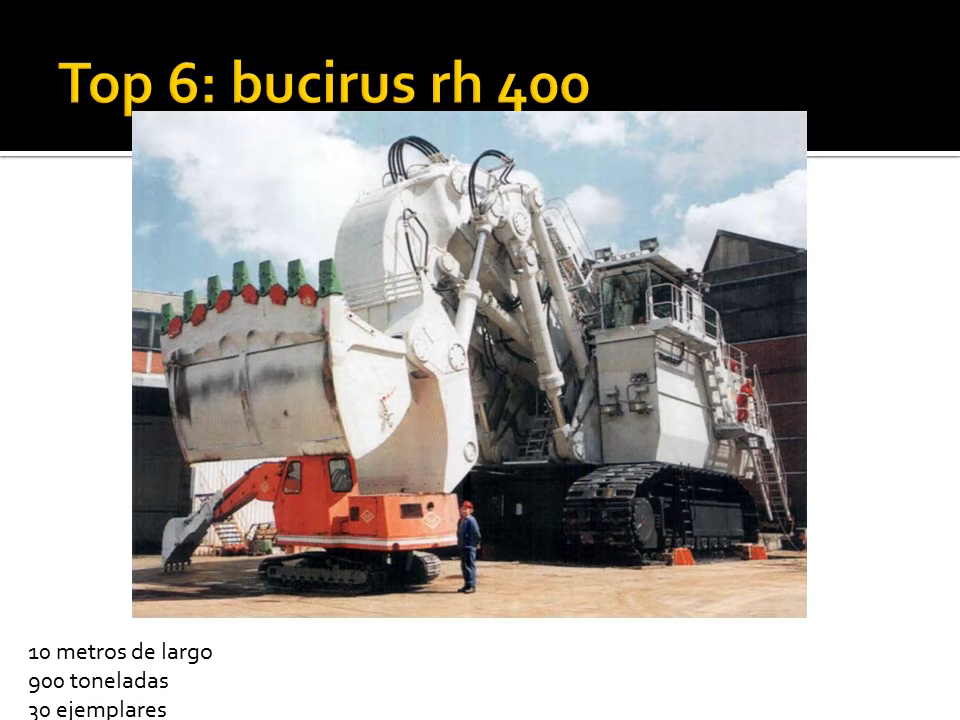 Top 6: bucirus rh 400
10 metros de largo
900 toneladas
30 ejemplares